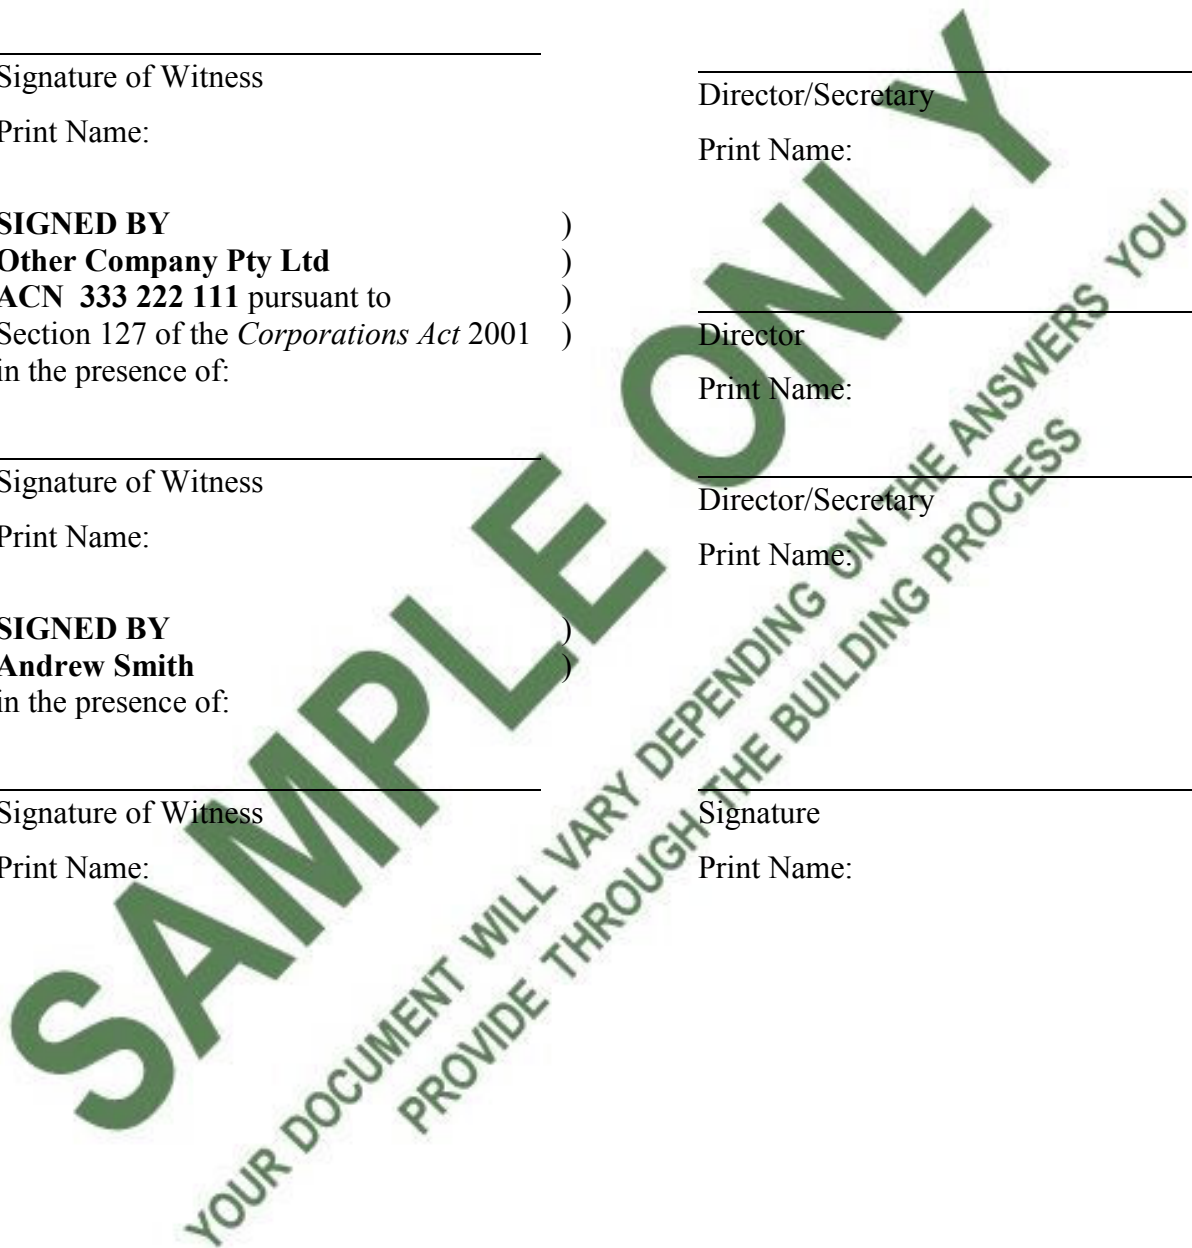 Signature of Witness
Print Name:
Director/Secretary
Print Name:
SIGNED BY )
Other Company Pty Ltd )
ACN 333 222 111 pursuant to )
Section 127 of the Corporations Act 2001 )
in the presence of:
Director
Print Name:
Signature of Witness
Print Name:
Director/Secretary
Print Name:
SIGNED BY )
Andrew Smith )
in the presence of:
Signature of Witness
Print Name:
Signature
Print Name:
SAMPLE ONLY
YOUR DOCUMENT WILL VARY DEPENDING ON THE ANSWERS YOU
PROVIDE THROUGH THE BUILDING PROCESS